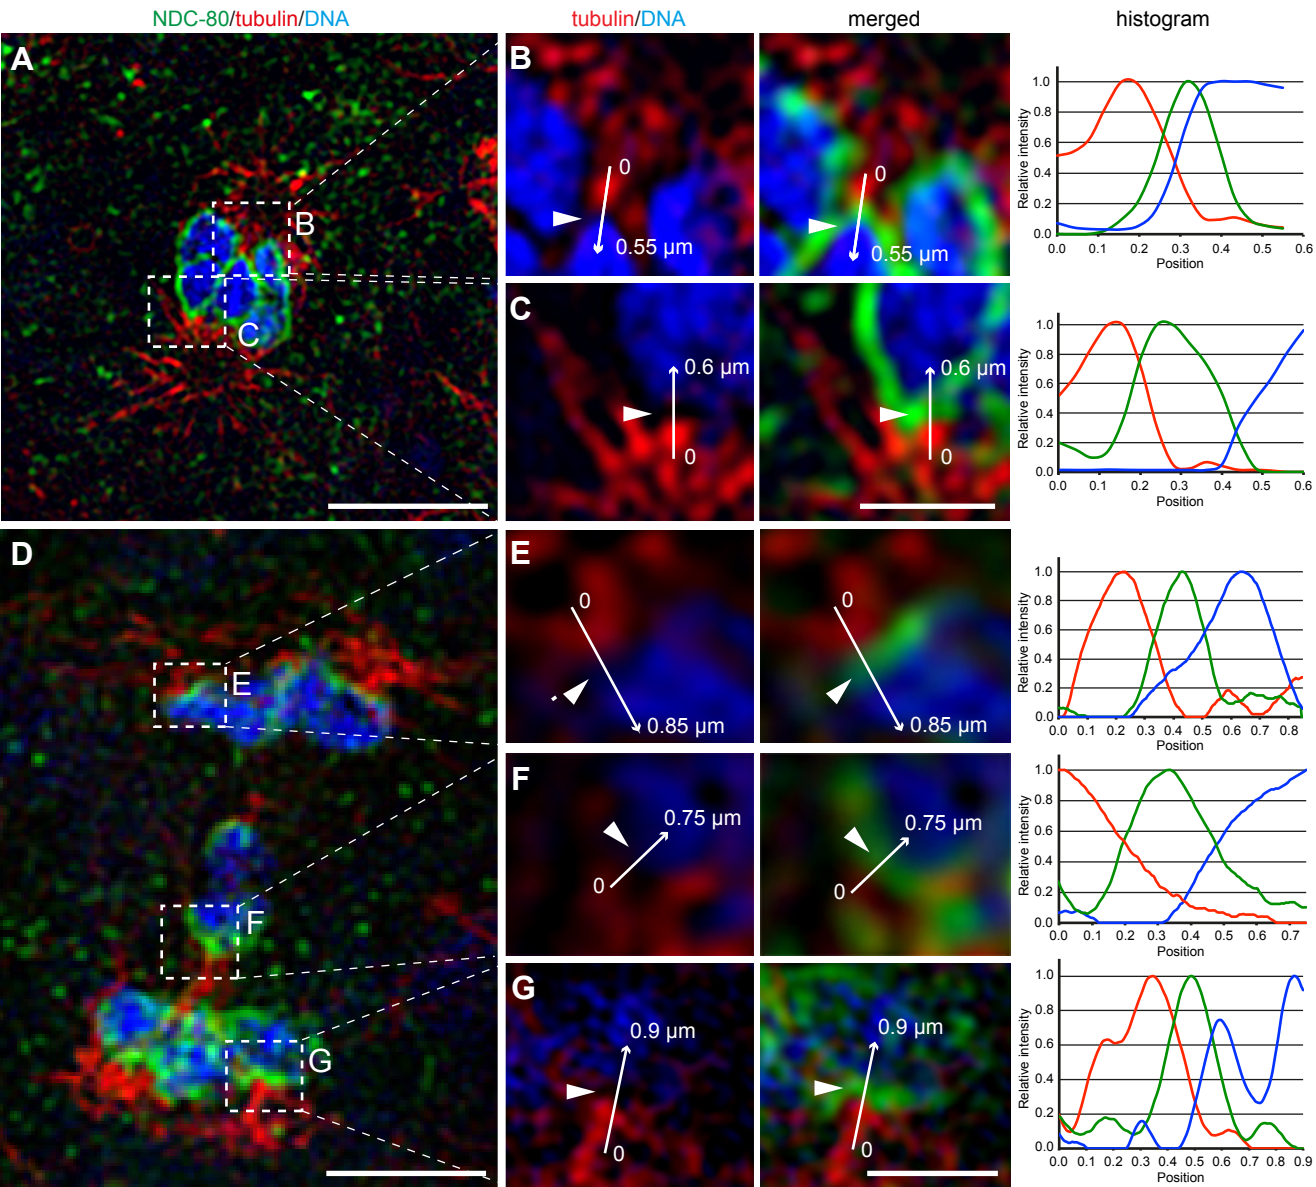 NDC-80/tubulin/DNA
tubulin/DNA
merged
histogram
A
B
C
B
0
0.55 µm
0
0.55 µm
Relative intensity
1.0
0.8
0.6
0.4
0.2
0.0
0.0 0.1 0.2 0.3 0.4 0.5 0.6
Position
C
0.6 µm
0
0.6 µm
0
Relative intensity
1.0
0.8
0.6
0.4
0.2
0.0
0.0 0.1 0.2 0.3 0.4 0.5 0.6
Position
D
E
F
G
E
0
0.85 µm
0
0.85 µm
Relative intensity
1.0
0.8
0.6
0.4
0.2
0.0
0.0 0.1 0.2 0.3 0.4 0.5 0.6 0.7 0.8
Position
F
0.75 µm
0
0.75 µm
0
Relative intensity
1.0
0.8
0.6
0.4
0.2
0.0
0.0 0.1 0.2 0.3 0.4 0.5 0.6 0.7
Position
G
0.9 µm
0
0.9 µm
0
Relative intensity
1.0
0.8
0.6
0.4
0.2
0.0
0.0 0.1 0.2 0.3 0.4 0.5 0.6 0.7 0.8 0.9
Position